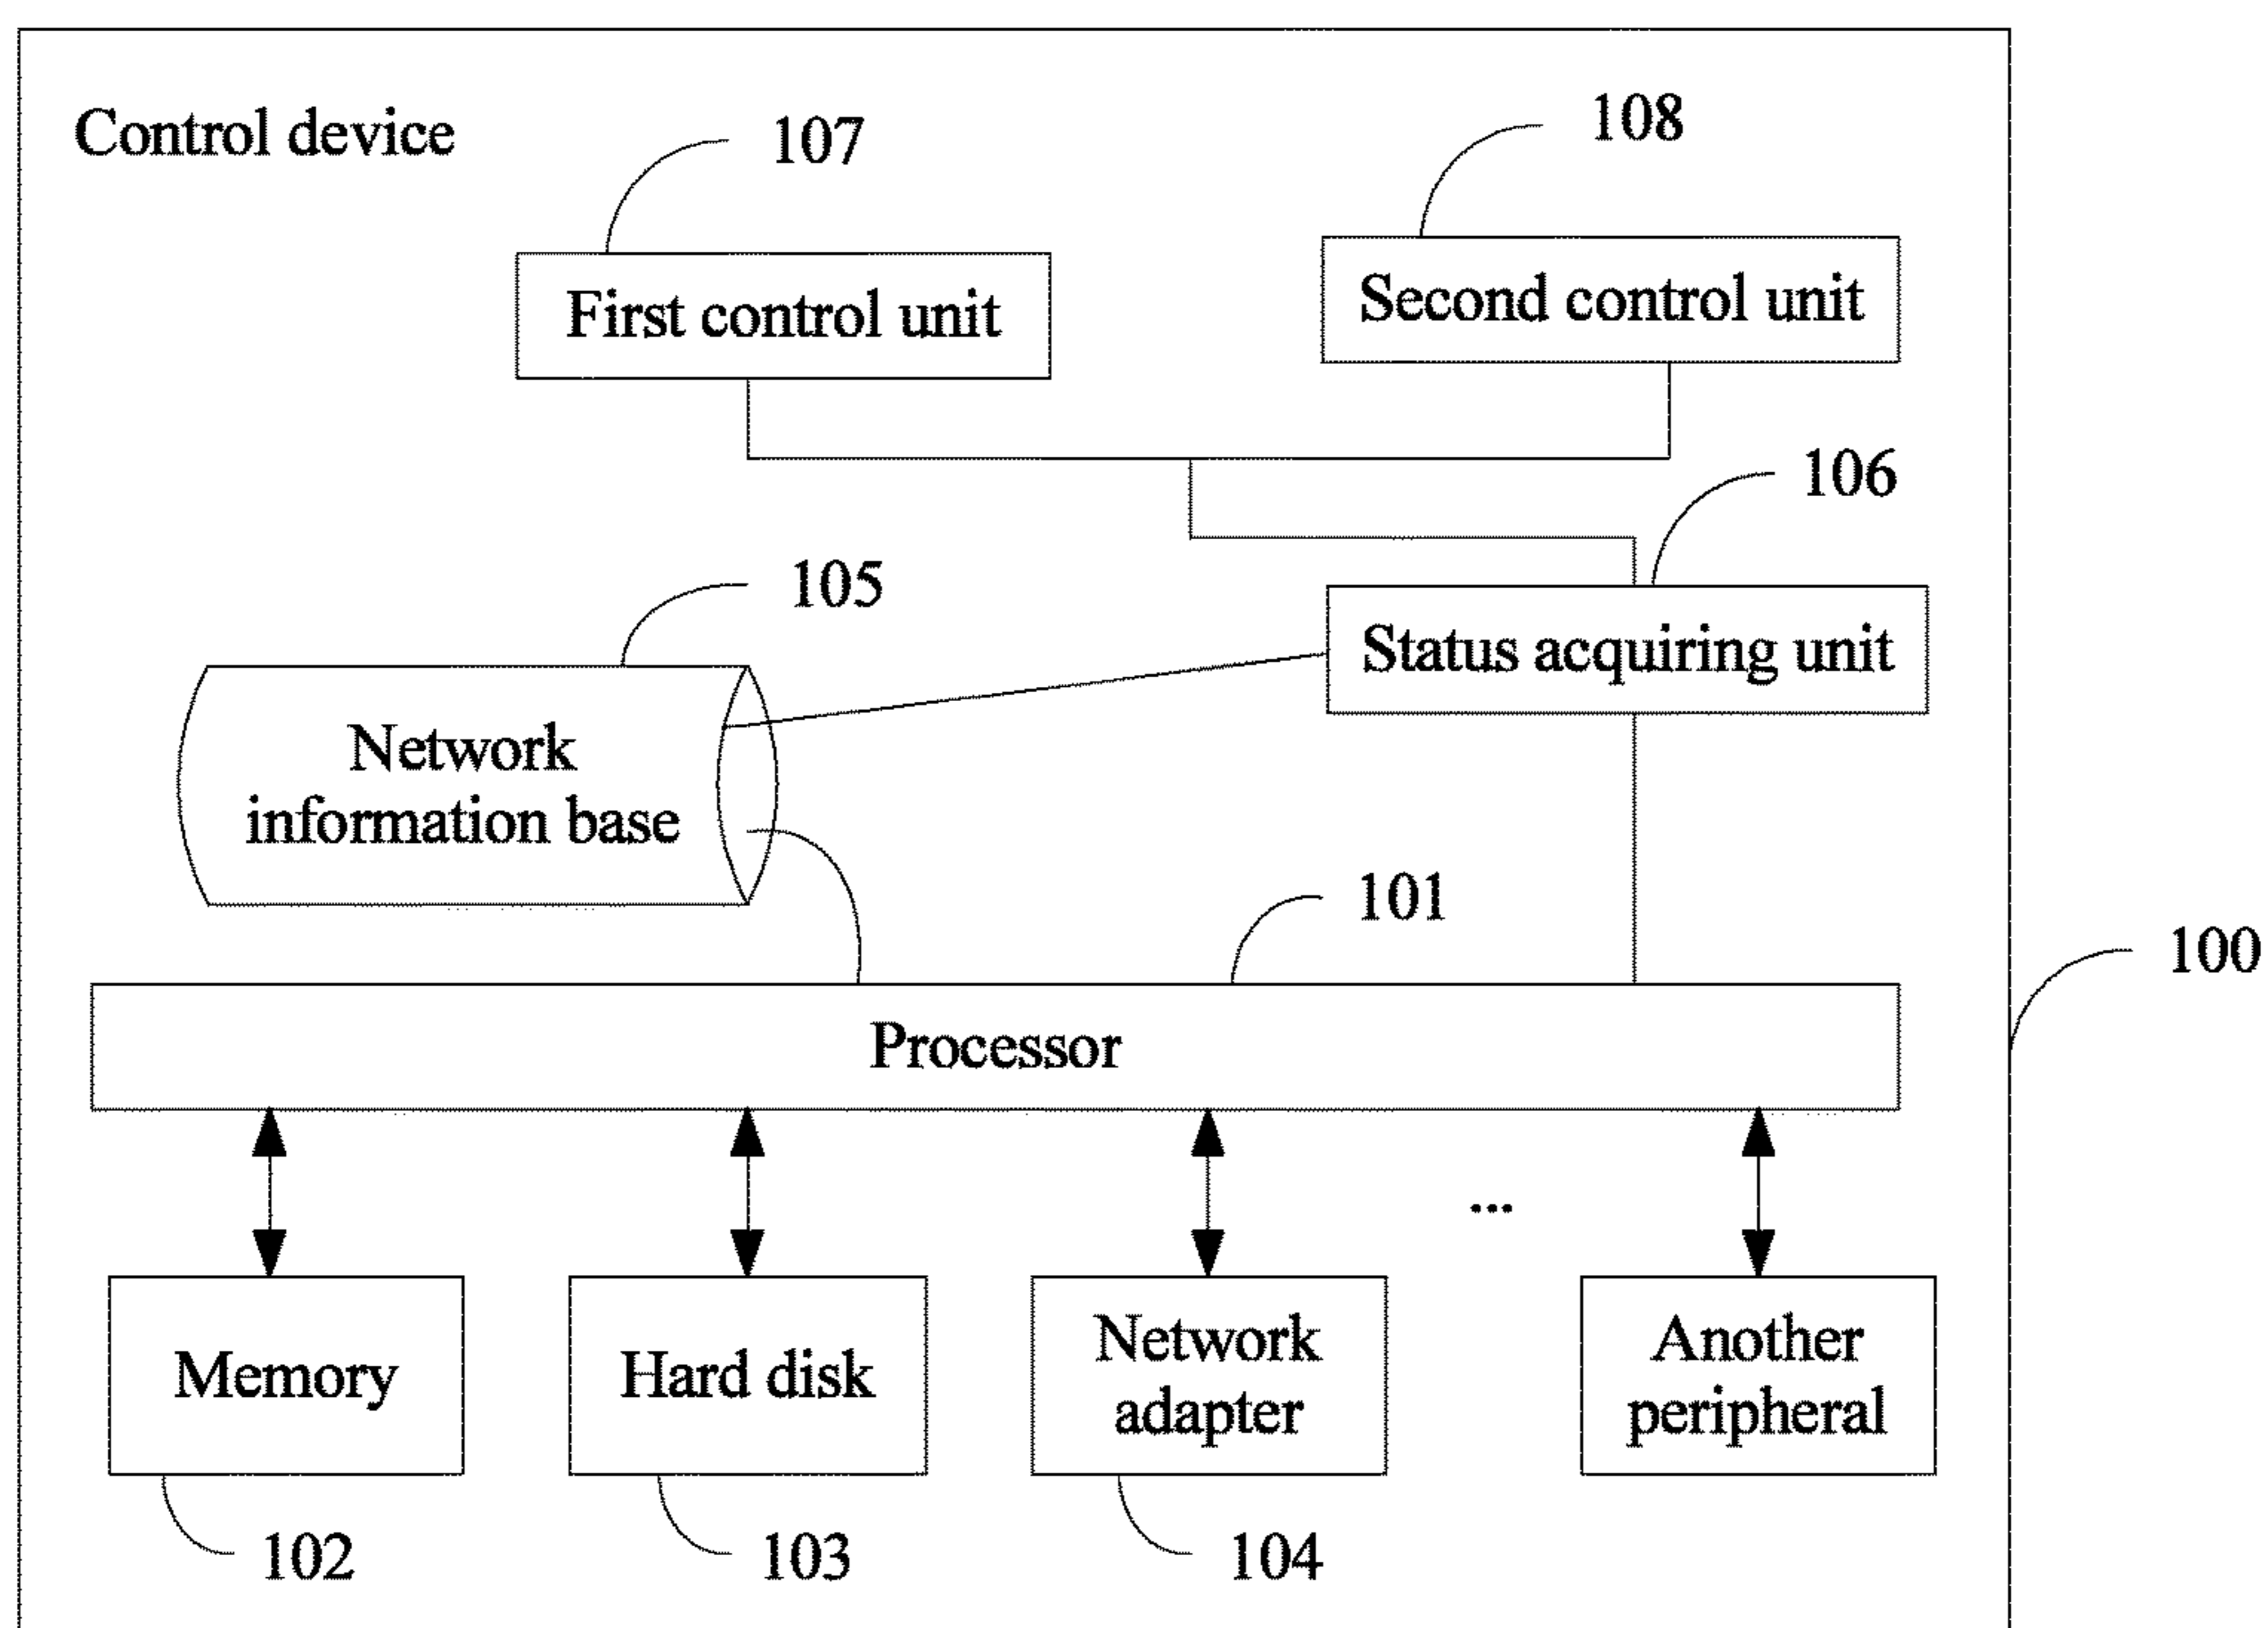 Control device
107
108
First control unit
Second control unit
106
105
Status acquiring unit
Network
information base
101
100
Processor
...
Memory
Hard disk
Network
adapter
Another
peripheral
102
103
104